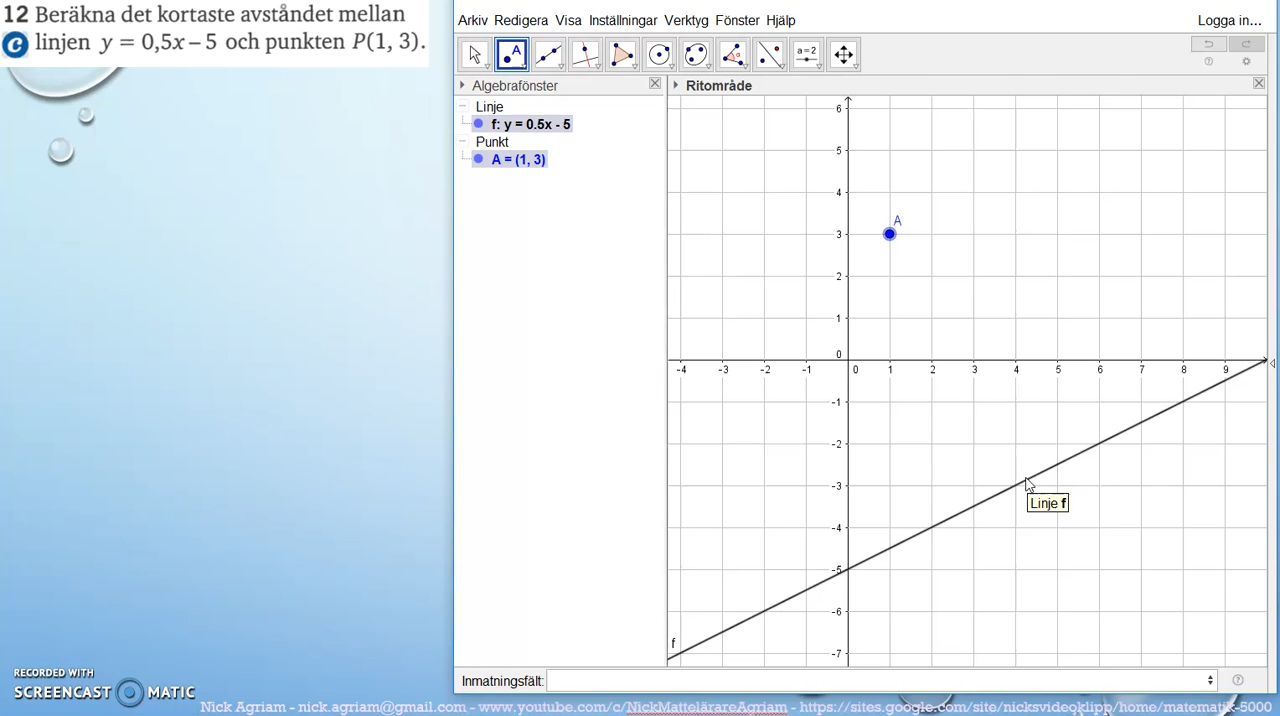 12 Beräkna det kortaste avståndet mellan
C linjen y = 0,5x – 5 och punkten P(1, 3).
Arkiv Redigera Visa Inställningar Verktyg Fönster Hjälp
Logga in...
A
a=2
Algebrafönster
Ritområde
Linje
f: y = 0.5x - 5
Punkt
A = (1, 3)
6
5
4
A
3
2
1
0
-4 -3 -2 -1 0 1 2 3 4 5 6 7 8 9
-1
-2
-3
Linje f
-4
-5
-6
f
-7
Inmatningsfält:
RECORDED WITH
SCREENCAST MATIC
Nick Agriam - nick.agriam@gmail.com - www.youtube.com/c/NickMattelärareAgriam - https://sites.google.com/site/nicksvideoklipp/home/matematik-5000